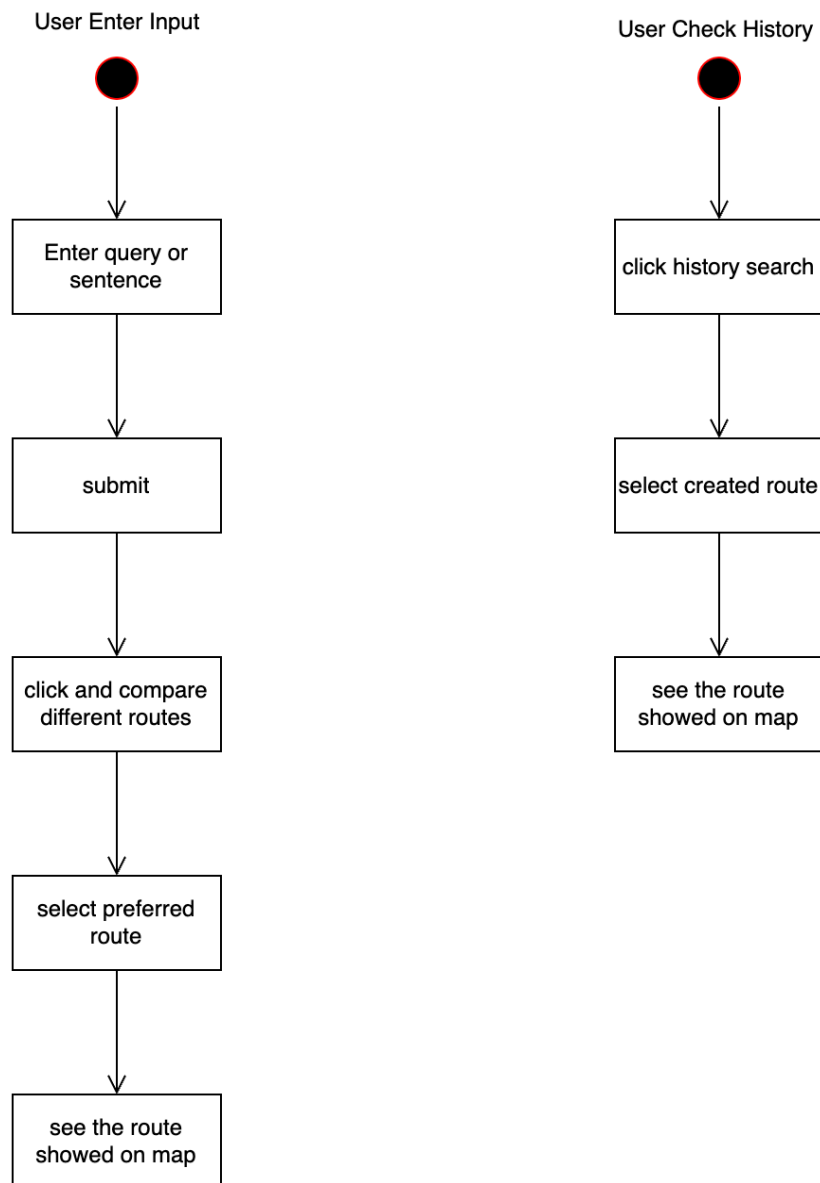 User Enter Input
Enter query or
sentence
submit
click and compare
different routes
select preferred
route
see the route
showed on map
User Check History
click history search
select created route
see the route
showed on map